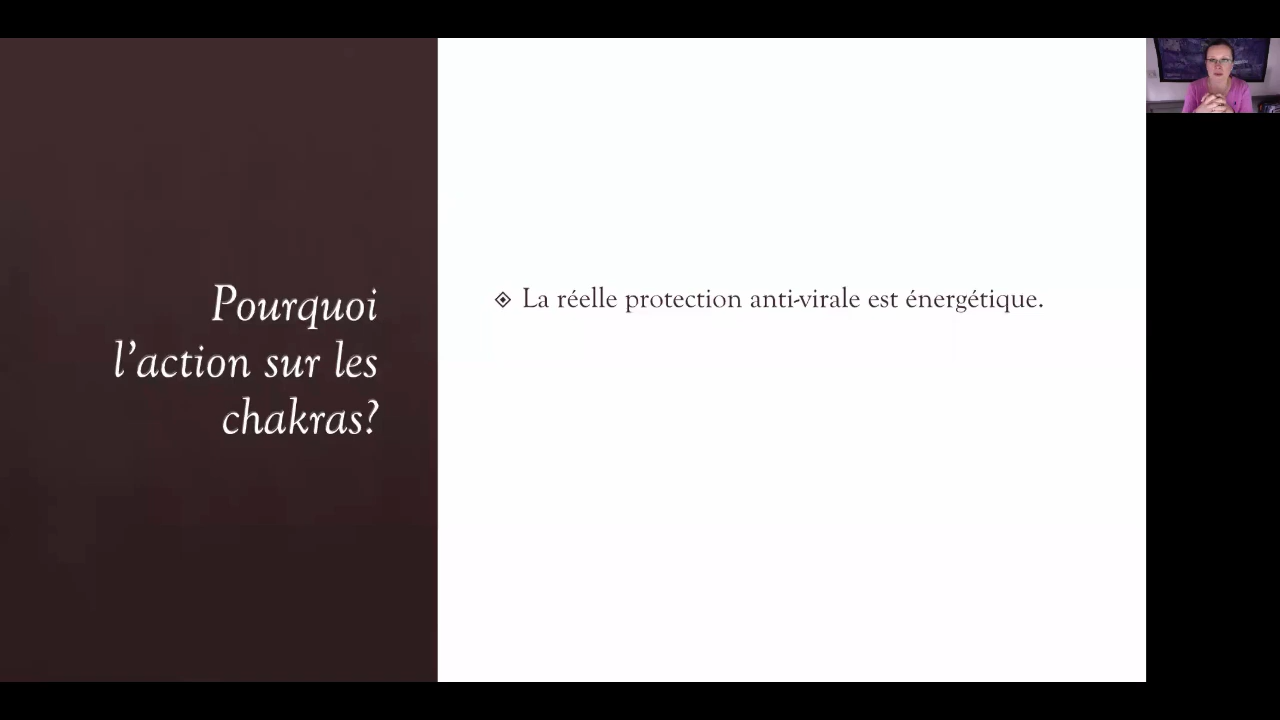 Pourquoi
l'action sur les
chakras?
La réelle protection anti-virale est énergétique.